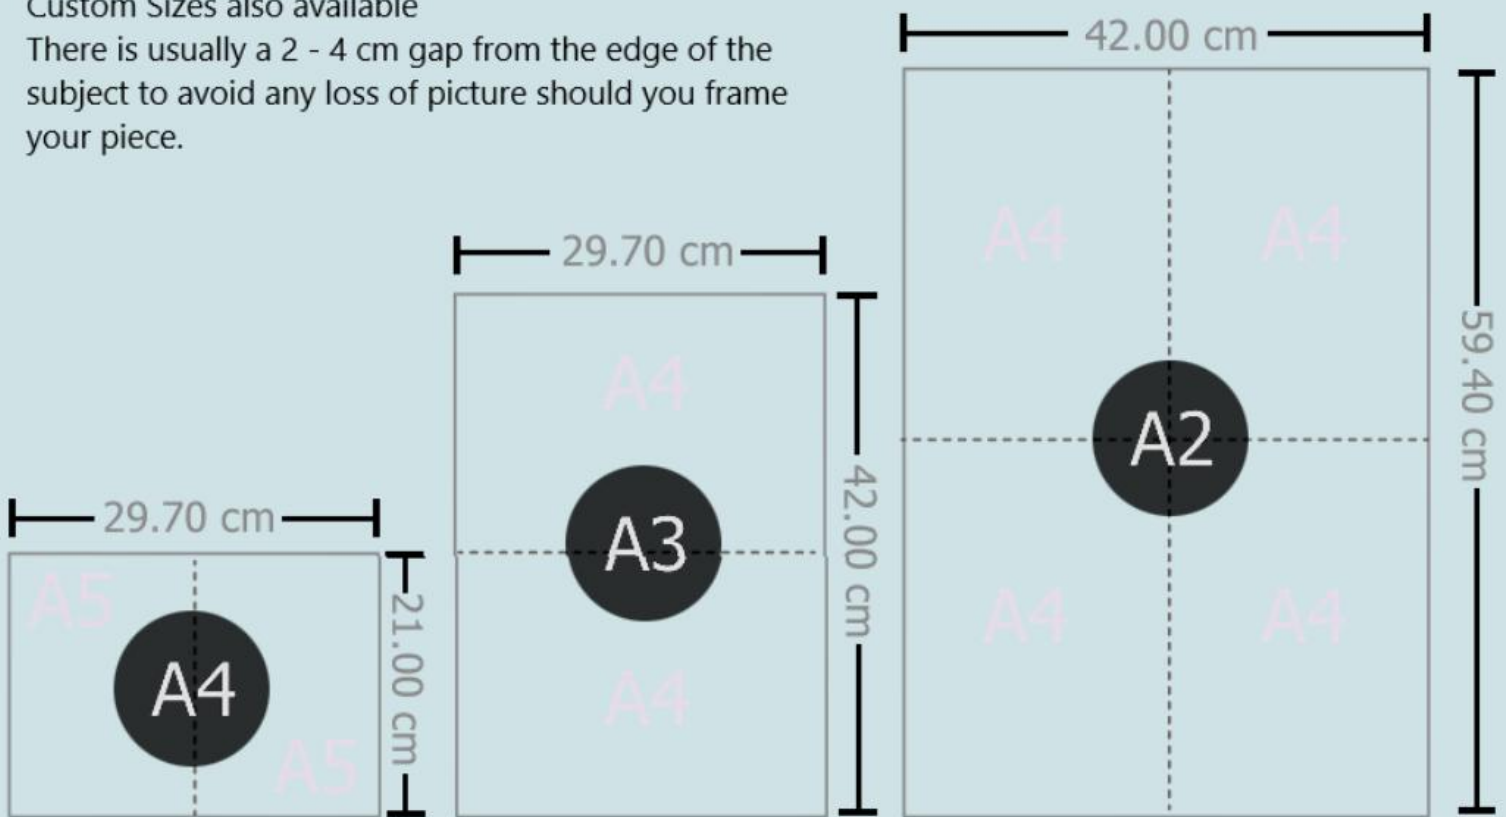 Custom Sizes also available
There is usually a 2 - 4 cm gap from the edge of the
subject to avoid any loss of picture should you frame
your piece.
42.00 cm
A4 A4
A2
59.40 cm
A4 A4
29.70 cm
A4
A3
42.00 cm
A4
29.70 cm
A5
A4
21.00 cm
A5